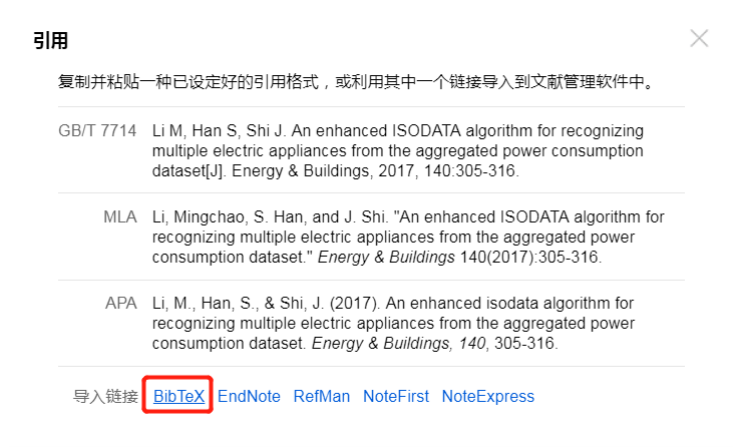 引用
复制并粘贴一种已设定好的引用格式，或利用其中一个链接导入到文献管理软件中。
GB/T 7714 Li M, Han S, Shi J. An enhanced ISODATA algorithm for recognizing
multiple electric appliances from the aggregated power consumption
dataset[J]. Energy & Buildings, 2017, 140:305-316.
MLA Li, Mingchao, S. Han, and J. Shi. "An enhanced ISODATA algorithm for
recognizing multiple electric appliances from the aggregated power
consumption dataset." Energy & Buildings 140(2017):305-316.
APA Li, M., Han, S., & Shi, J. (2017). An enhanced isodata algorithm for
recognizing multiple electric appliances from the aggregated power
consumption dataset. Energy & Buildings, 140, 305-316.
导入链接 BibTeX EndNote RefMan NoteFirst NoteExpress